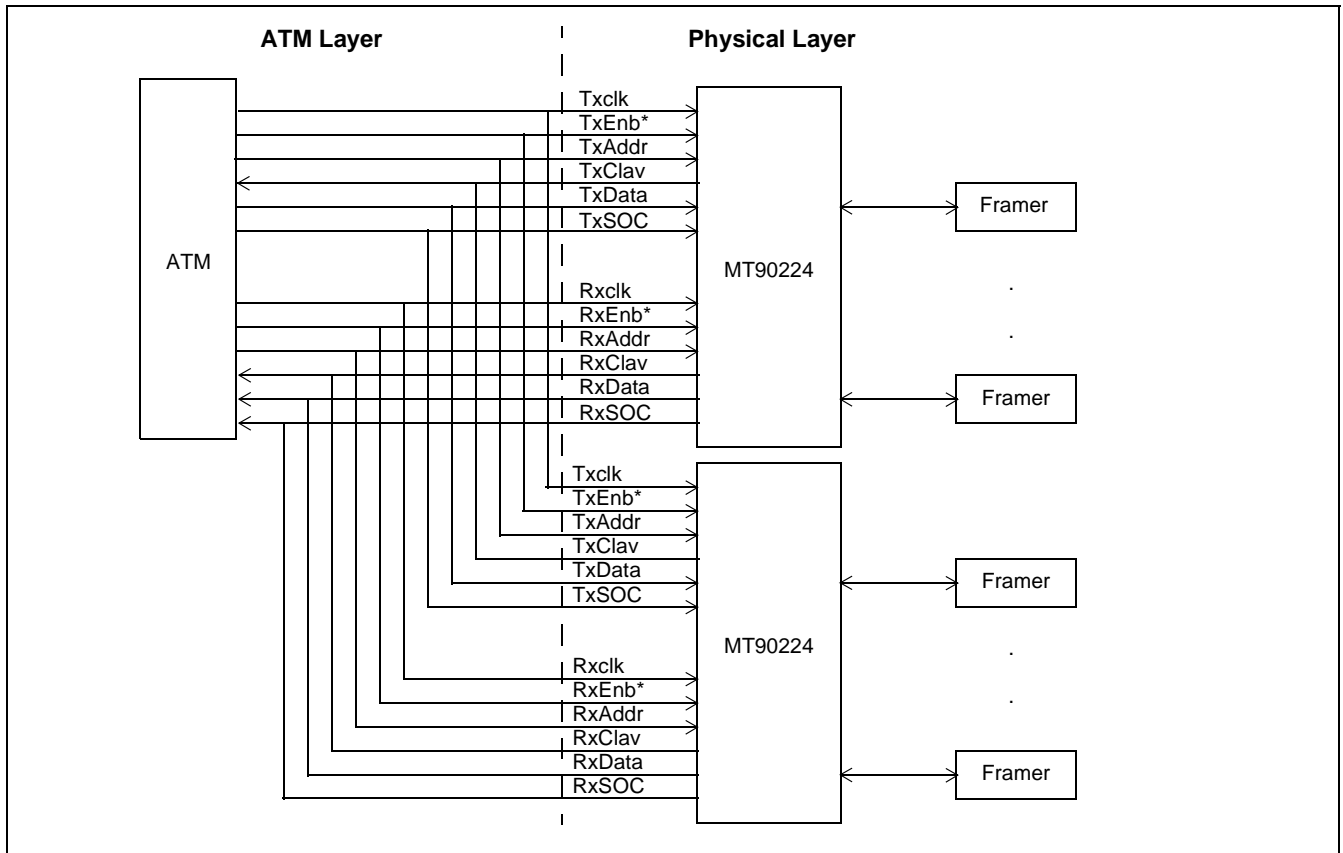 ATM Layer
Physical Layer
Txclk
TxEnb*
TxAddr
TxClav
TxData
TxSOC
Framer
ATM
MT90224
.
Rxclk
RxEnb*
.
RxAddr
RxClav
RxData
Framer
RxSOC
Txclk
TxEnb*
TxAddr
TxClav
TxData
Framer
TxSOC
MT90224
.
Rxclk
RxEnb*
.
RxAddr
RxClav
RxData
Framer
RxSOC